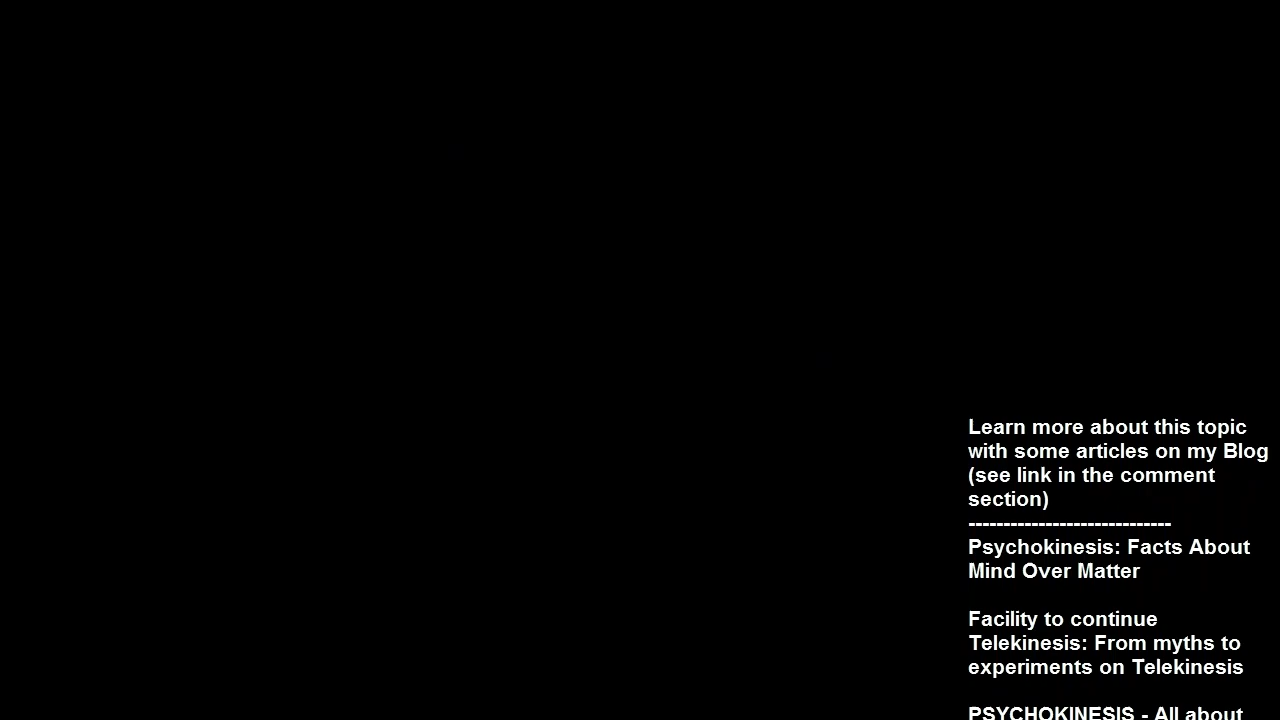 Learn more about this topic
with some articles on my Blog
(see link in the comment
section)
-----------------------------
Psychokinesis: Facts About
Mind Over Matter
Facility to continue
Telekinesis: From myths to
experiments on Telekinesis
PSYCHOKINESIS - All about